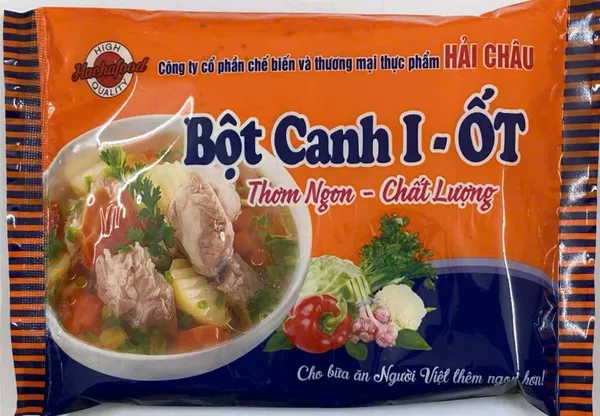 HIGH
Hachafood
QUALITY
Công ty cổ phần chế biến và thương mại thực phẩm HẢI CHÂU
Bột Canh I - ỐT
Thơm Ngon - Chất Lượng
Cho bữa ăn Người Việt thêm ngon hơn!